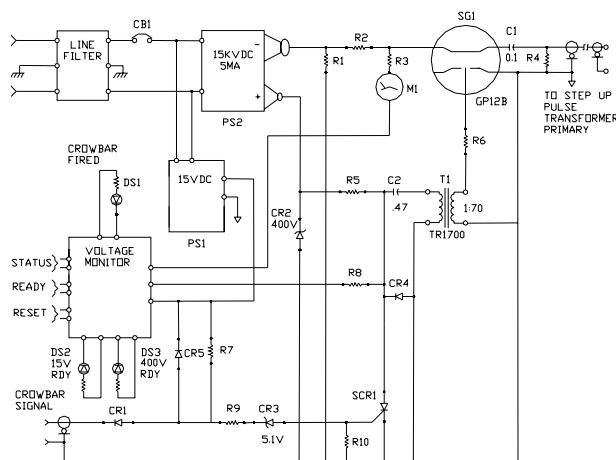 SG1
CB1
C1
LINE
FILTER
R2
15KVDC
5MA
-
+
R1
R3
R4
0.1
M1
GP12B
TO STEP UP
PULSE
TRANSFORMER
PRIMARY
PS2
R6
CROWBAR
FIRED
DS1
15VDC
R5
C2
.47
T1
1:70
TR1700
CR2
400V
PS1
VOLTAGE
MONITOR
STATUS
READY
RESET
R8
CR4
DS2
15V
RDY
DS3
400V
RDY
CR5
R7
CROWBAR
SIGNAL
CR1
R9
CR3
5.1V
SCR1
R10